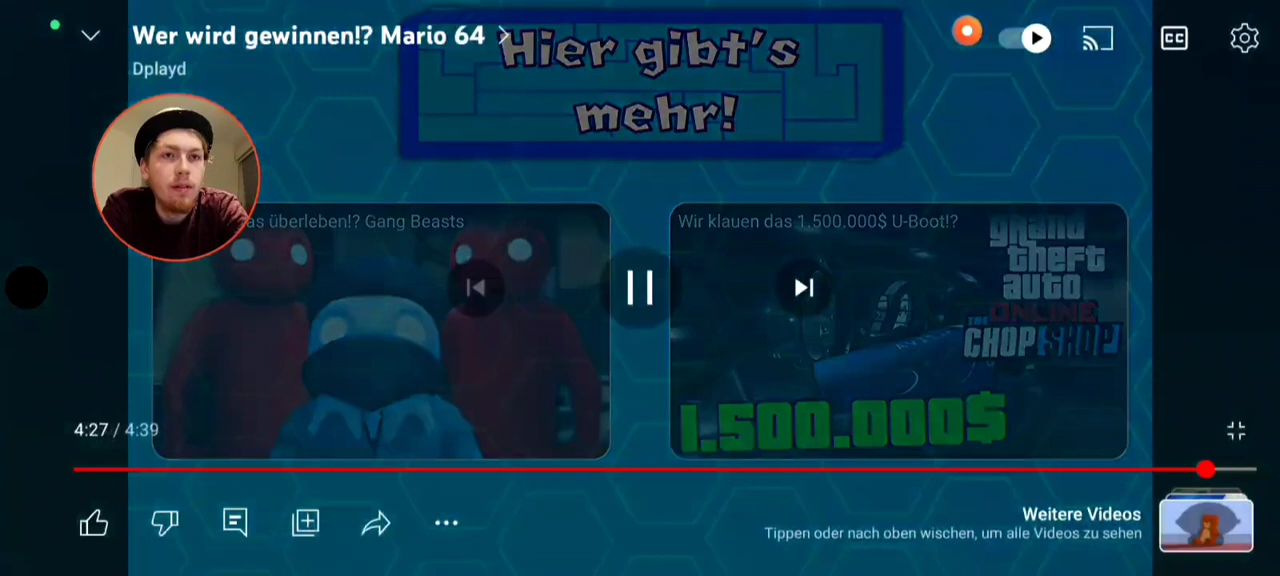 Wer wird gewinnen!? Mario 64
Dplayd
Hier gibt's
mehr!
as überleben!? Gang Beasts
Wir klauen das 1.500.000$ U-Boot!?
grand
theft
auto
ONLINE
THE
CHOP SHOP
1.500.000$
4:27 / 4:39
Weitere Videos
Tippen oder nach oben wischen, um alle Videos zu sehen
CC